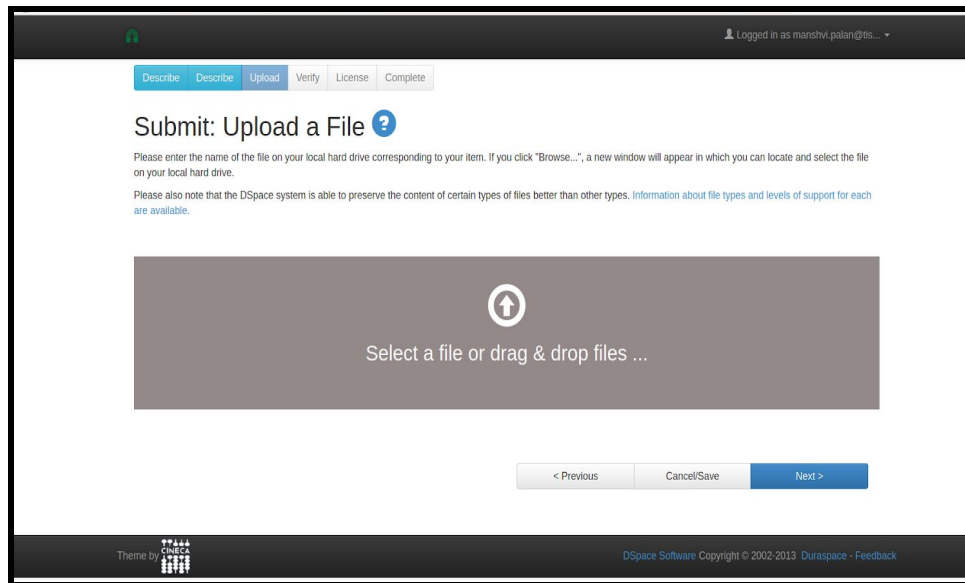 Logged in as manshvi.palan@tis...
Describe Describe Upload Verify License Complete
Submit: Upload a File ?
Please enter the name of the file on your local hard drive corresponding to your item. If you click "Browse...", a new window will appear in which you can locate and select the file
on your local hard drive.
Please also note that the DSpace system is able to preserve the content of certain types of files better than other types. Information about file types and levels of support for each
are available.
Select a file or drag & drop files ...
< Previous Cancel/Save Next >
Theme by CINECA DSpace Software Copyright © 2002-2013 Duraspace - Feedback